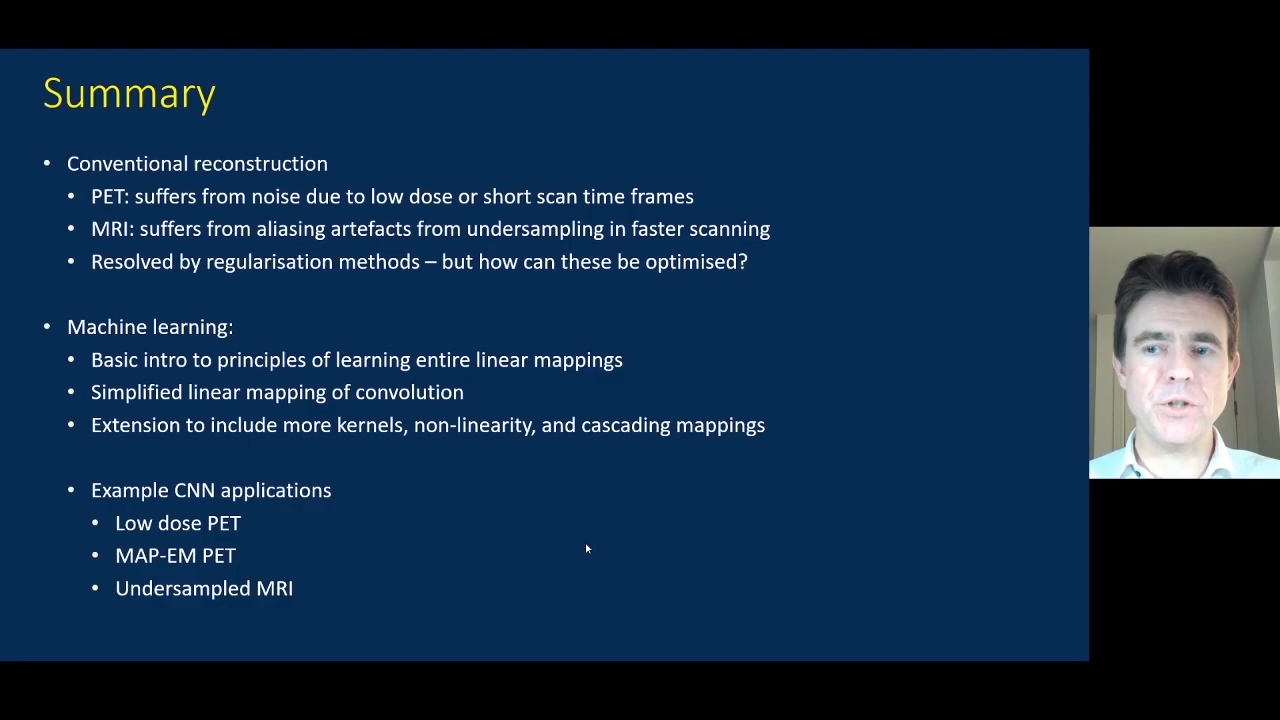 Summary
• Conventional reconstruction
• PET: suffers from noise due to low dose or short scan time frames
• MRI: suffers from aliasing artefacts from undersampling in faster scanning
• Resolved by regularisation methods – but how can these be optimised?
• Machine learning:
• Basic intro to principles of learning entire linear mappings
• Simplified linear mapping of convolution
• Extension to include more kernels, non-linearity, and cascading mappings
• Example CNN applications
• Low dose PET
• MAP-EM PET
• Undersampled MRI